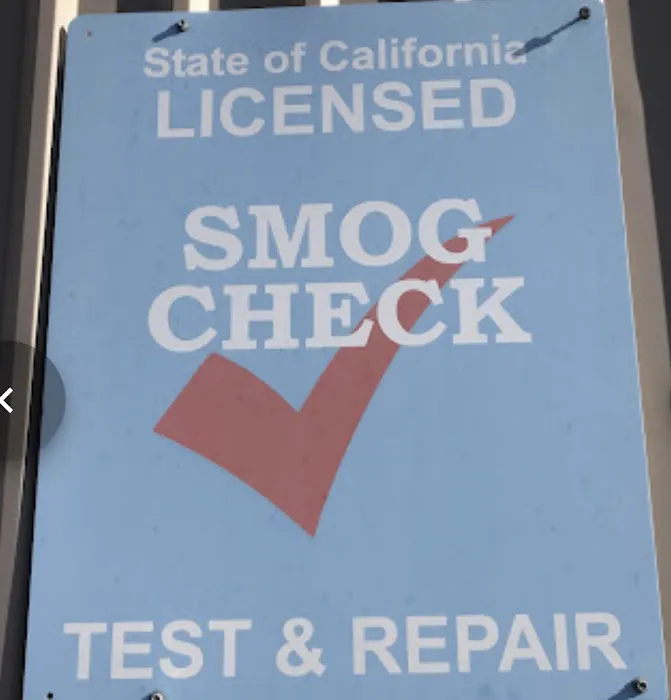 State of California
LICENSED
SMOG
CHECK
TEST & REPAIR